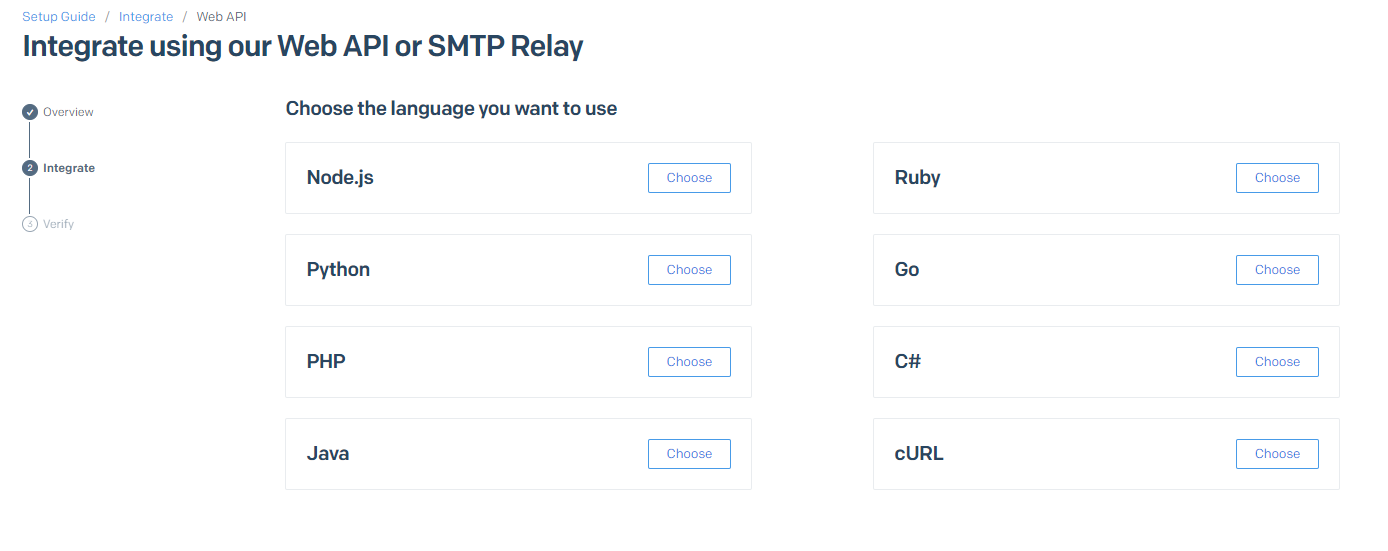 Setup Guide / Integrate / Web API
Integrate using our Web API or SMTP Relay
Overview
2 Integrate
3 Verify
Choose the language you want to use
Node.js Choose
Ruby Choose
Python Choose
Go Choose
PHP Choose
C# Choose
Java Choose
cURL Choose